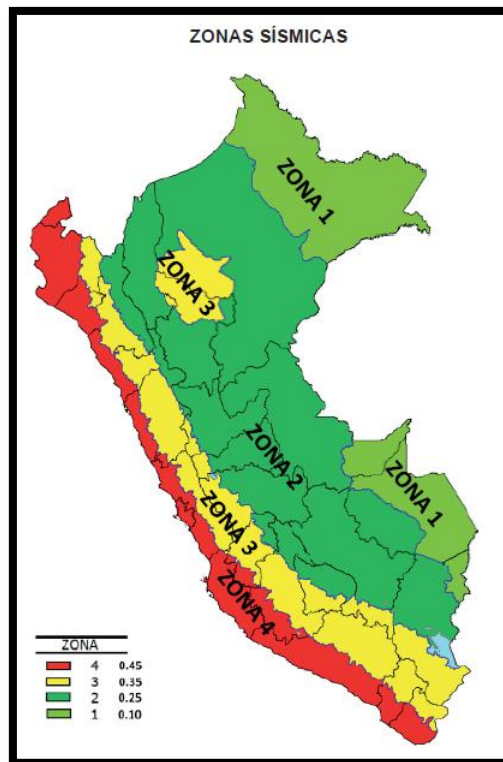 ZONAS SÍSMICAS
ZONA 1
ZONA 3
ZONA 2
ZONA 1
ZONA 3
ZONA 4
ZONA
4 0.45
3 0.35
2 0.25
1 0.10